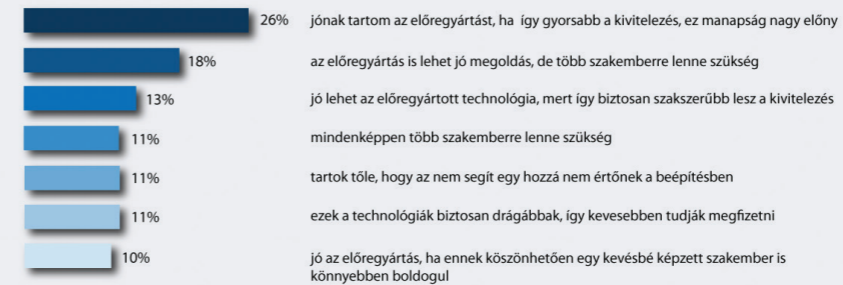 26% jónak tartom az előregyártást, ha így gyorsabb a kivitelezés, ez manapság nagy előny
18% az előregyártás is lehet jó megoldás, de több szakemberre lenne szükség
13% jó lehet az előregyártott technológia, mert így biztosan szakszerűbb lesz a kivitelezés
11% mindenképpen több szakemberre lenne szükség
11% tartok tőle, hogy az nem segít egy hozzá nem értőnek a beépítésben
11% ezek a technológiák biztosan drágábbak, így kevesebben tudják megfizetni
10% jó az előregyártás, ha ennek köszönhetően egy kevésbé képzett szakember is
könnyebben boldogul